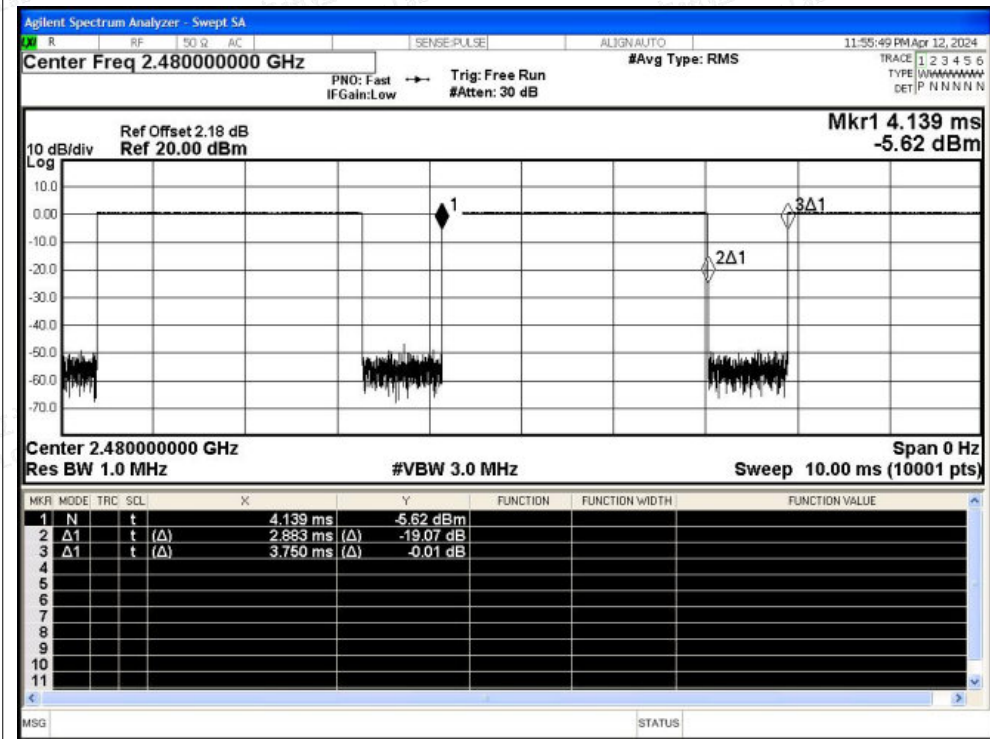 Agilent Spectrum Analyzer - Swept SA
LXI R RF 50 Ω AC SENSE:PULSE ALIGN AUTO 11:55:49 PM Apr 12, 2024
Center Freq 2.480000000 GHz #Avg Type: RMS TRACE 1 2 3 4 5 6
PNO: Fast Trig: Free Run TYPE WWWWWW
IFGain:Low #Atten: 30 dB DET P N N N N N
Mkr1 4.139 ms
Ref Offset 2.18 dB
10 dB/div Ref 20.00 dBm -5.62 dBm
Log
10.0
0.00
-10.0
-20.0
-30.0
-40.0
-50.0
-60.0
-70.0
1
3Δ1
2Δ1
Center 2.480000000 GHz Span 0 Hz
Res BW 1.0 MHz #VBW 3.0 MHz Sweep 10.00 ms (10001 pts)
MKR MODE TRC SCL X Y FUNCTION FUNCTION WIDTH FUNCTION VALUE
1 N t 4.139 ms -5.62 dBm
2 Δ1 t (Δ) 2.883 ms (Δ) -19.07 dB
3 Δ1 t (Δ) 3.750 ms (Δ) -0.01 dB
4
5
6
7
8
9
10
11
MSG STATUS